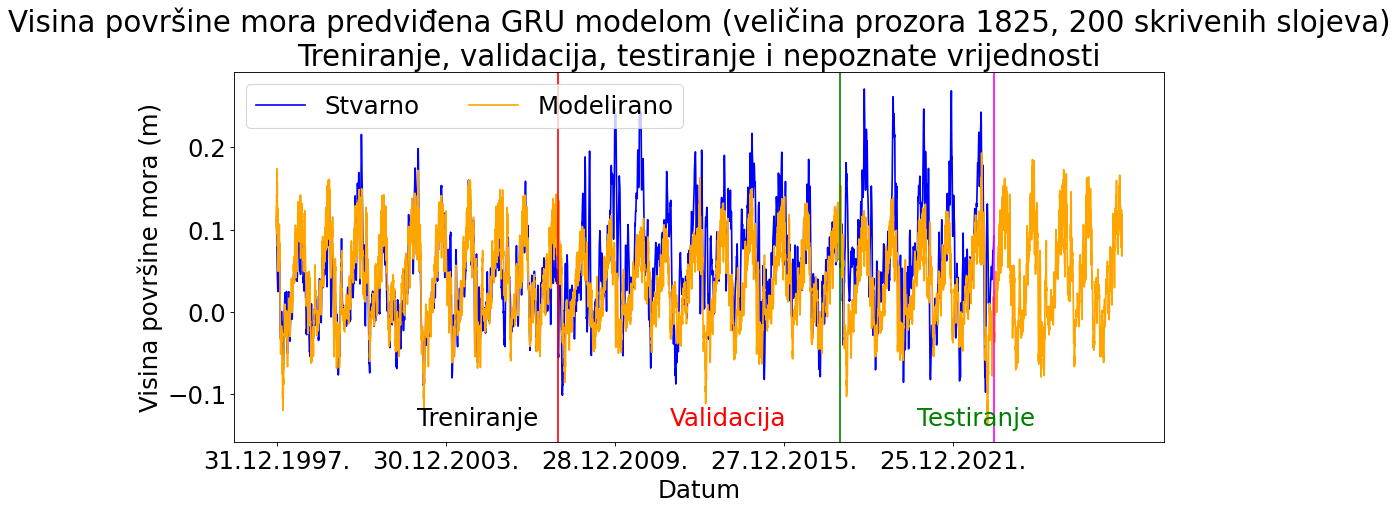 Visina površine mora predviđena GRU modelom (veličina prozora 1825, 200 skrivenih slojeva)
Treniranje, validacija, testiranje i nepoznate vrijednosti
Stvarno
Modelirano
Visina površine mora (m)
0.2
0.1
0.0
−0.1
Treniranje
Validacija
Testiranje
31.12.1997.
30.12.2003.
28.12.2009.
27.12.2015.
25.12.2021.
Datum